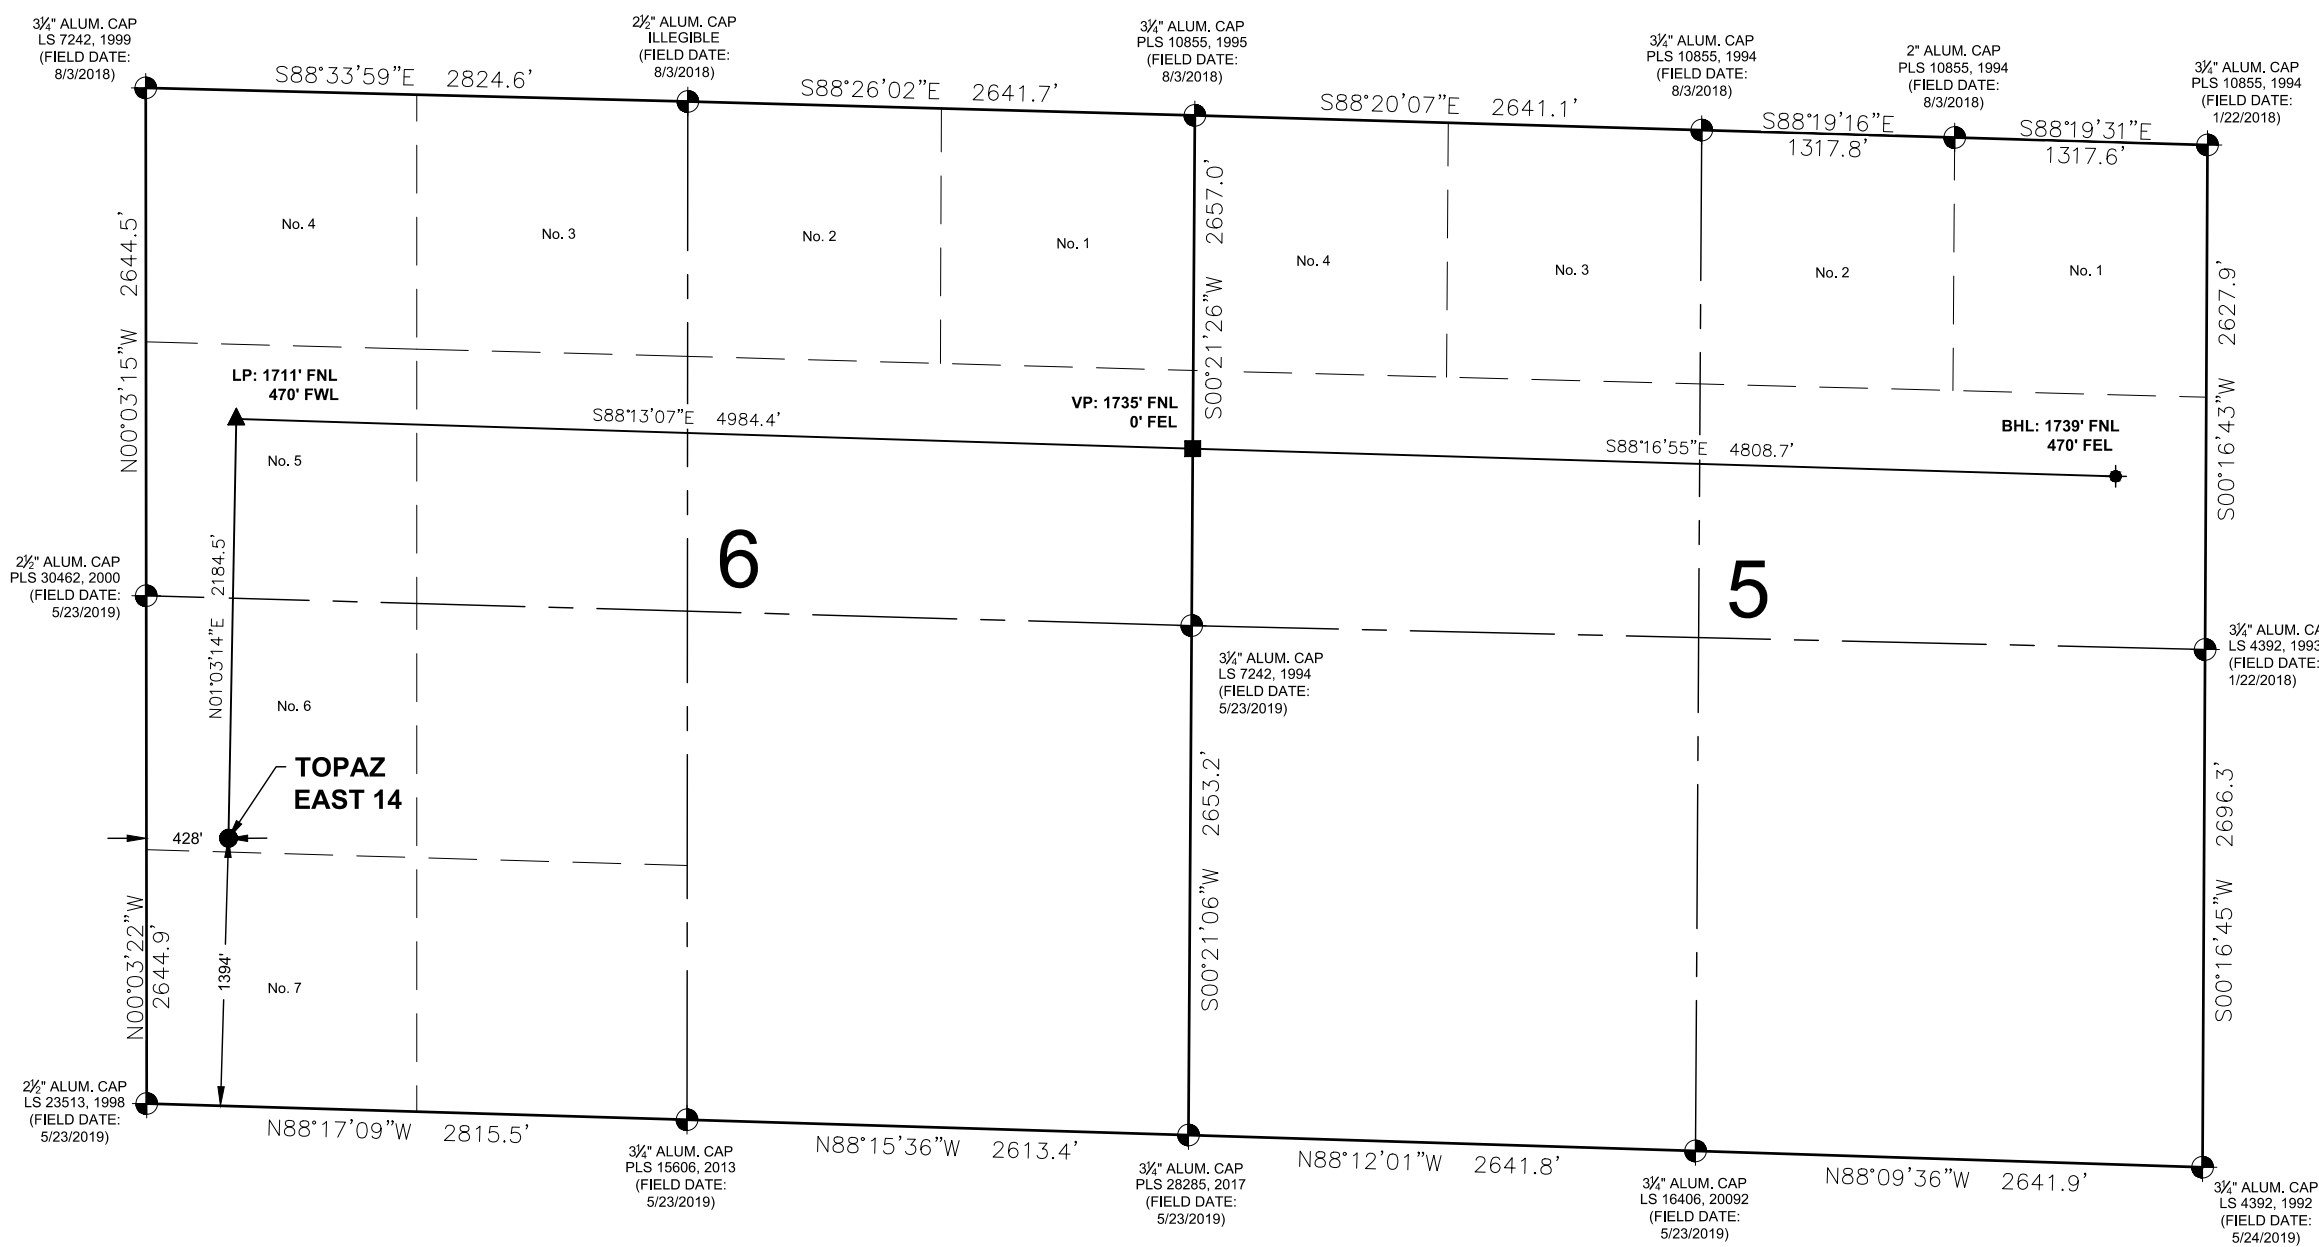 3¼" ALUM. CAP
LS 7242, 1999
(FIELD DATE:
8/3/2018)
2½" ALUM. CAP
ILLEGIBLE
(FIELD DATE:
8/3/2018)
3¼" ALUM. CAP
PLS 10855, 1995
(FIELD DATE:
8/3/2018)
3¼" ALUM. CAP
PLS 10855, 1994
(FIELD DATE:
8/3/2018)
2" ALUM. CAP
PLS 10855, 1994
(FIELD DATE:
8/3/2018)
3¼" ALUM. CAP
PLS 10855, 1994
(FIELD DATE:
1/22/2018)
S88°33'59"E 2824.6'
S88°26'02"E 2641.7'
S88°20'07"E 2641.1'
S88°19'16"E
1317.8'
S88°19'31"E
1317.6'
N00°03'15"W 2644.5'
No. 4
No. 3
No. 2
No. 1
S00°21'26"W 2657.0'
No. 4
No. 3
No. 2
No. 1
S00°16'43"W 2627.9'
LP: 1711' FNL
470' FWL
S88°13'07"E 4984.4'
VP: 1735' FNL
0' FEL
S88°16'55"E 4808.7'
BHL: 1739' FNL
470' FEL
No. 5
6
5
2½" ALUM. CAP
PLS 30462, 2000
(FIELD DATE:
5/23/2019)
N01°03'14"E 2184.5'
3¼" ALUM. CAP
LS 7242, 1994
(FIELD DATE:
5/23/2019)
3¼" ALUM. CA
LS 4392, 1993
(FIELD DATE:
1/22/2018)
No. 6
TOPAZ
EAST 14
428'
N00°03'22"W
2644.9'
1394'
No. 7
S00°21'06"W 2653.2'
S00°16'45"W 2696.3'
2½" ALUM. CAP
LS 23513, 1998
(FIELD DATE:
5/23/2019)
N88°17'09"W 2815.5'
N88°15'36"W 2613.4'
N88°12'01"W 2641.8'
N88°09'36"W 2641.9'
3¼" ALUM. CAP
PLS 15606, 2013
(FIELD DATE:
5/23/2019)
3¼" ALUM. CAP
PLS 28285, 2017
(FIELD DATE:
5/23/2019)
3¼" ALUM. CAP
LS 16406, 20092
(FIELD DATE:
5/23/2019)
3¼" ALUM. CAP
LS 4392, 1992
(FIELD DATE:
5/24/2019)